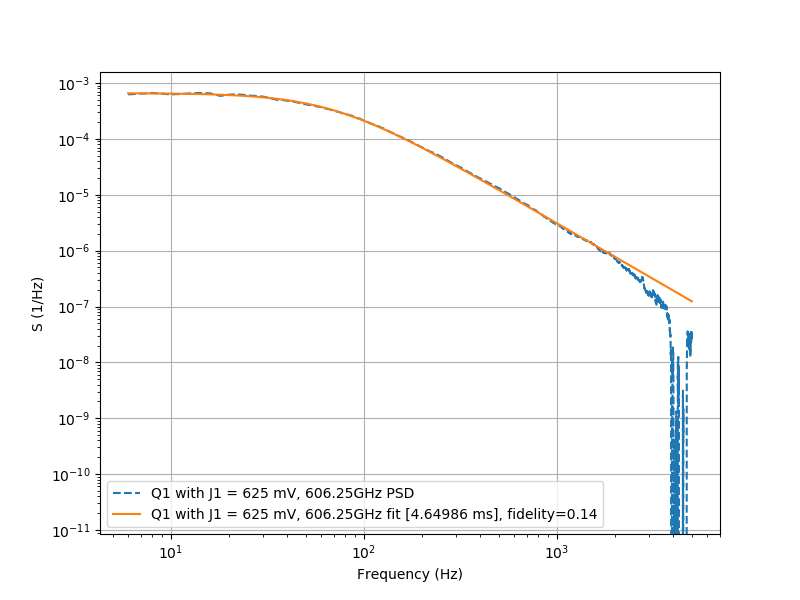 10⁻³
10⁻⁴
10⁻⁵
10⁻⁶
10⁻⁷
10⁻⁸
10⁻⁹
10⁻¹⁰
10⁻¹¹
S (1/Hz)
Q1 with J1 = 625 mV, 606.25GHz PSD
Q1 with J1 = 625 mV, 606.25GHz fit [4.64986 ms], fidelity=0.14
10¹ 10² 10³
Frequency (Hz)